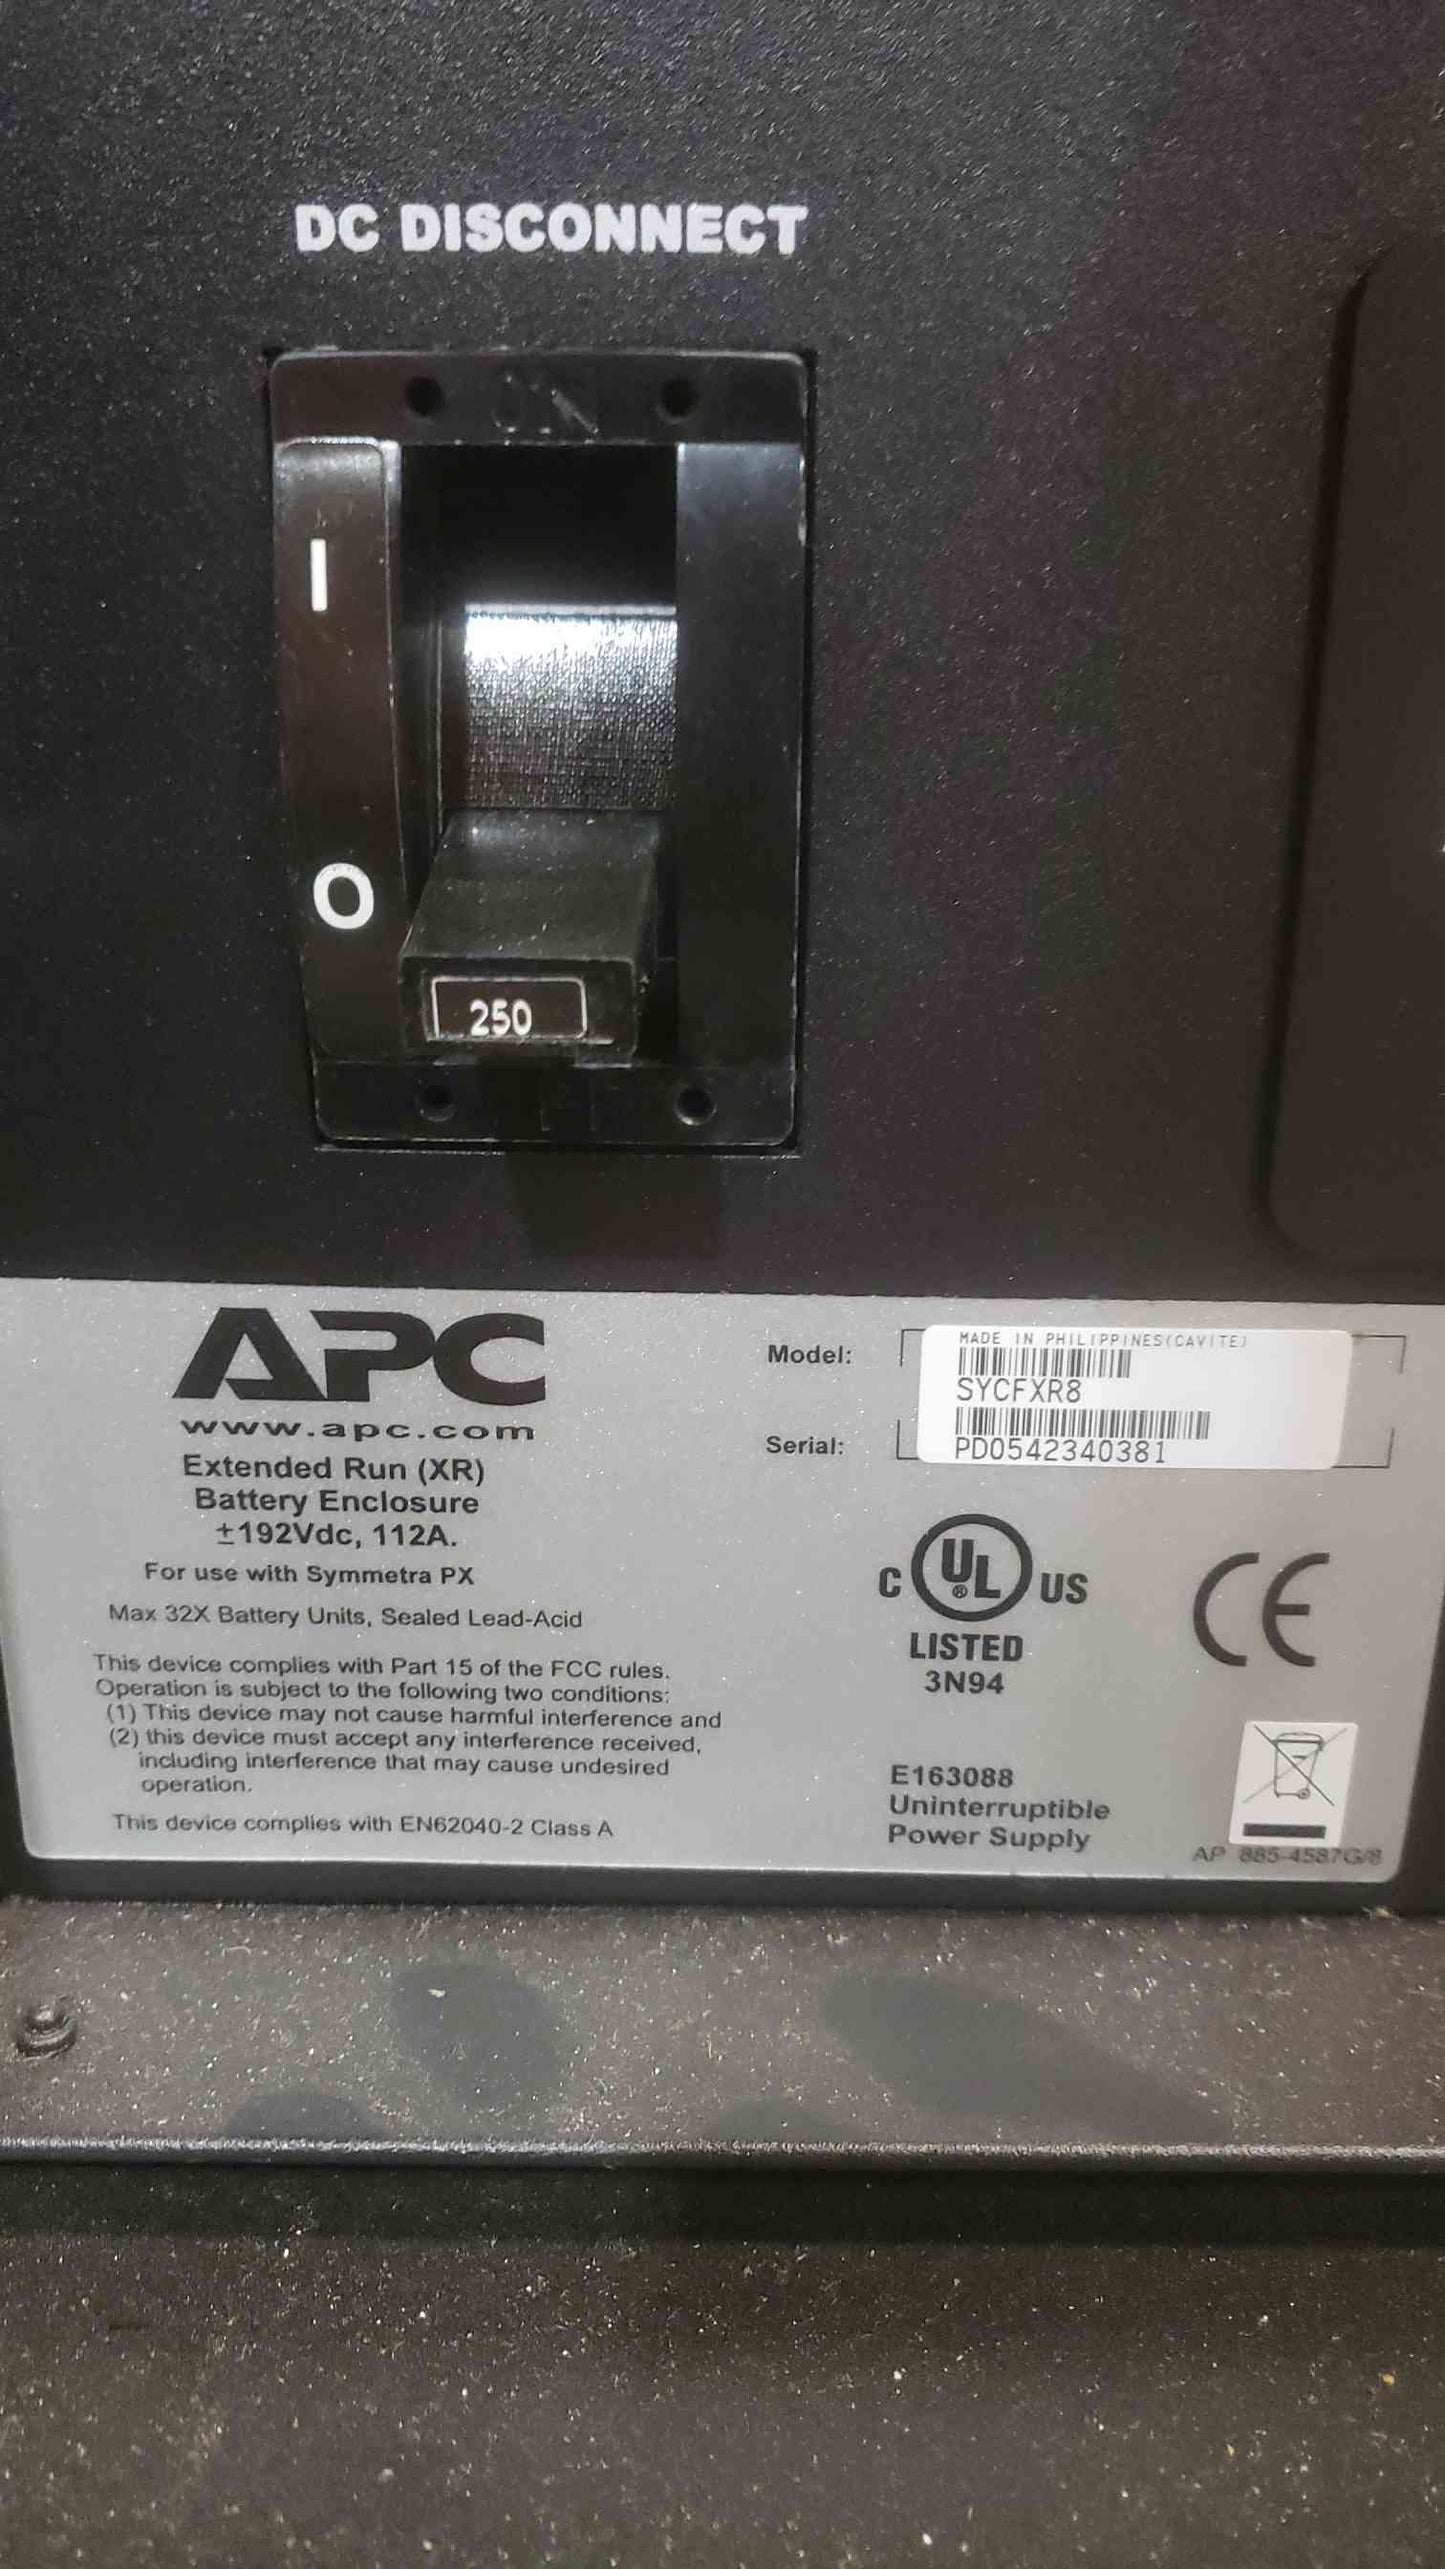 DC DISCONNECT
ON
I
O
250
APC
www.apc.com
Extended Run (XR)
Battery Enclosure
±192Vdc, 112A.
For use with Symmetra PX
Max 32X Battery Units, Sealed Lead-Acid
This device complies with Part 15 of the FCC rules.
Operation is subject to the following two conditions:
(1) This device may not cause harmful interference and
(2) this device must accept any interference received,
including interference that may cause undesired
operation.
This device complies with EN62040-2 Class A
Model:
MADE IN PHILIPPINES(CAVITE)
SYCFXR8
Serial:
PD0542340381
C UL ® US
LISTED
3N94
CE
E163088
Uninterruptible
Power Supply
AP 885-4587G/8